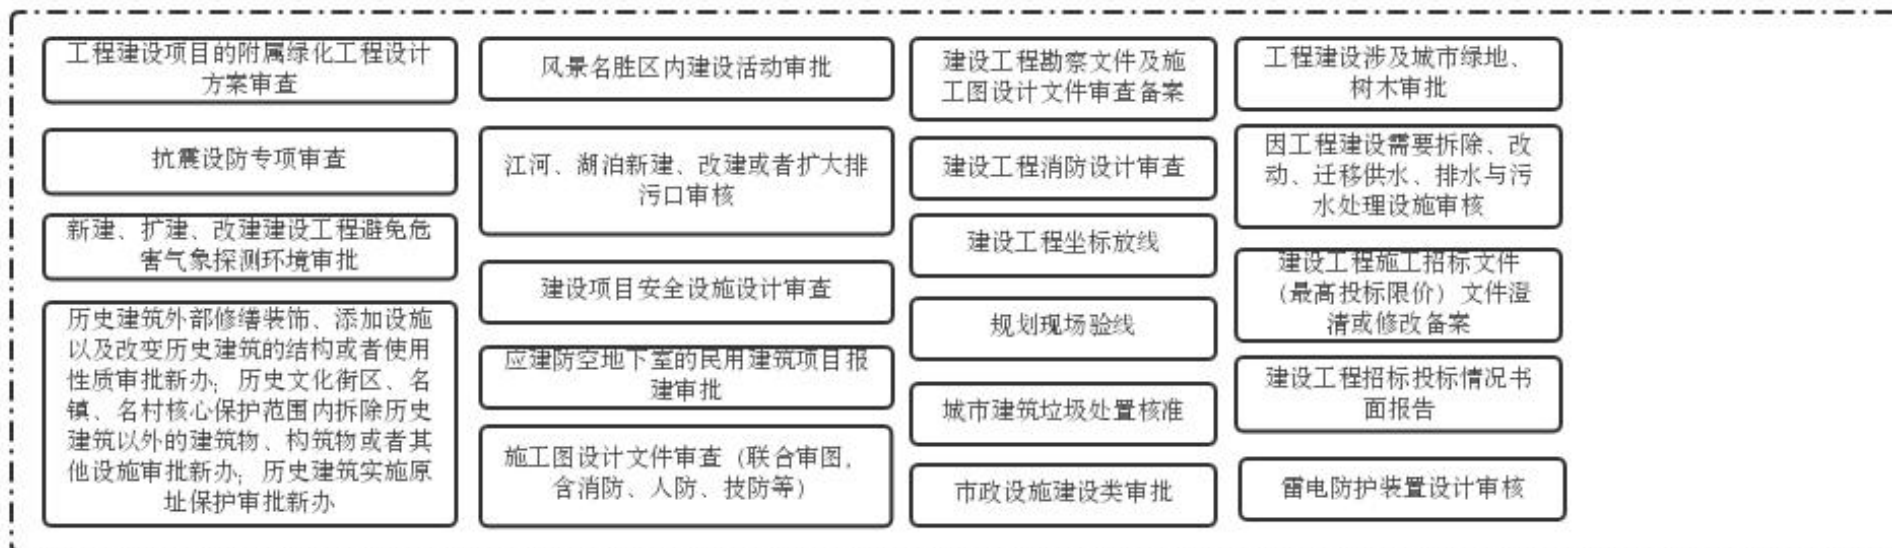 工程建设项目的附属绿化工程设计
方案审查
抗震设防专项审查
新建、扩建、改建建设工程避免危
害气象探测环境审批
历史建筑外部修缮装饰、添加设施
以及改变历史建筑的结构或者使用
性质审批新办；历史文化街区、名
镇、名村核心保护范围内拆除历史
建筑以外的建筑物、构筑物或者其
他设施审批新办；历史建筑实施原
址保护审批新办
风景名胜区内建设活动审批
江河、湖泊新建、改建或者扩大排
污口审核
建设项目安全设施设计审查
应建防空地下室的民用建筑项目报
建审批
施工图设计文件审查（联合审图，
含消防、人防、技防等）
建设工程勘察文件及施
工图设计文件审查备案
建设工程消防设计审查
建设工程坐标放线
规划现场验线
城市建筑垃圾处置核准
市政设施建设类审批
工程建设涉及城市绿地、
树木审批
因工程建设需要拆除、改
动、迁移供水、排水与污
水处理设施审核
建设工程施工招标文件
（最高投标限价）文件澄
清或修改备案
建设工程招标投标情况书
面报告
雷电防护装置设计审核